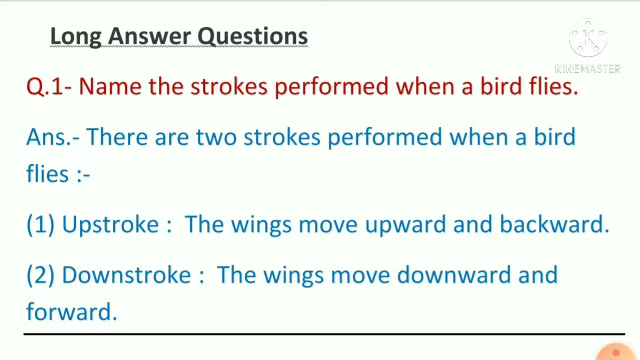 Long Answer Questions
KINEMASTER
Q.1- Name the strokes performed when a bird flies.
Ans.- There are two strokes performed when a bird
flies :-
(1) Upstroke :  The wings move upward and backward.
(2) Downstroke :  The wings move downward and
forward.